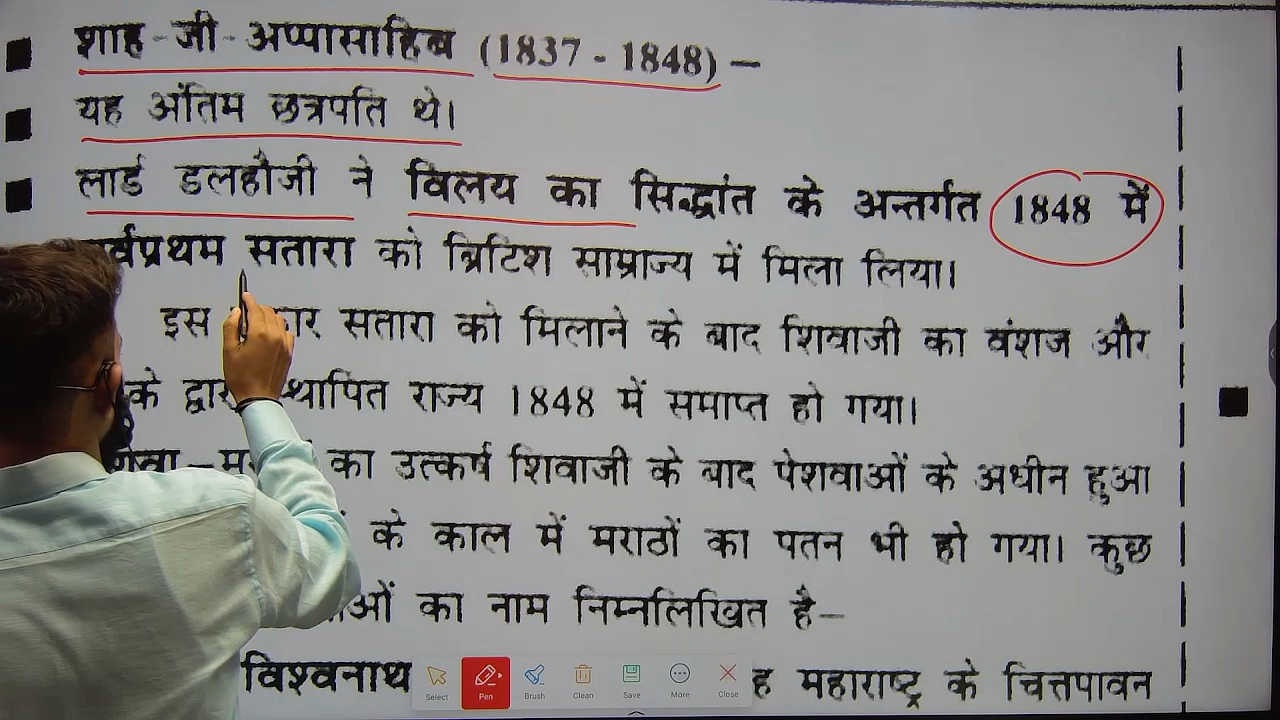 शाह - जी - अप्पासाहिब (1837 - 1848) –
यह अंतिम छत्रपति थे।
लार्ड डलहौजी ने विलय का सिद्धांत के अन्तर्गत 1848 में
सतारा को ब्रिटिश साम्राज्य में मिला लिया।
इस सतारा को मिलाने के बाद शिवाजी का वंशज और
के राज्य 1848 में समाप्त हो गया।
का उत्कर्ष शिवाजी के बाद पेशवाओं के अधीन हुआ
के काल में मराठों का पतन भी हो गया। कुछ
का नाम निम्नलिखित है–
विश्वनाथ महाराष्ट्र के चित्तपावन
Select Pen Brush Clean Save More Close